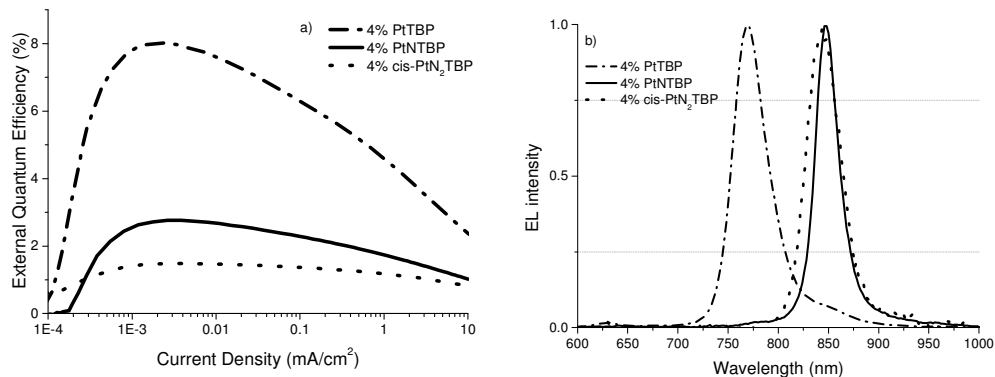 a)
4% PtTBP
4% PtNTBP
4% cis-PtN₂TBP
External Quantum Efficiency (%)
8
6
4
2
0
1E-4
1E-3
0.01
0.1
1
10
Current Density (mA/cm²)
b)
4% PtTBP
4% PtNTBP
4% cis-PtN₂TBP
EL intensity
1.0
0.5
0.0
600
650
700
750
800
850
900
950
1000
Wavelength (nm)